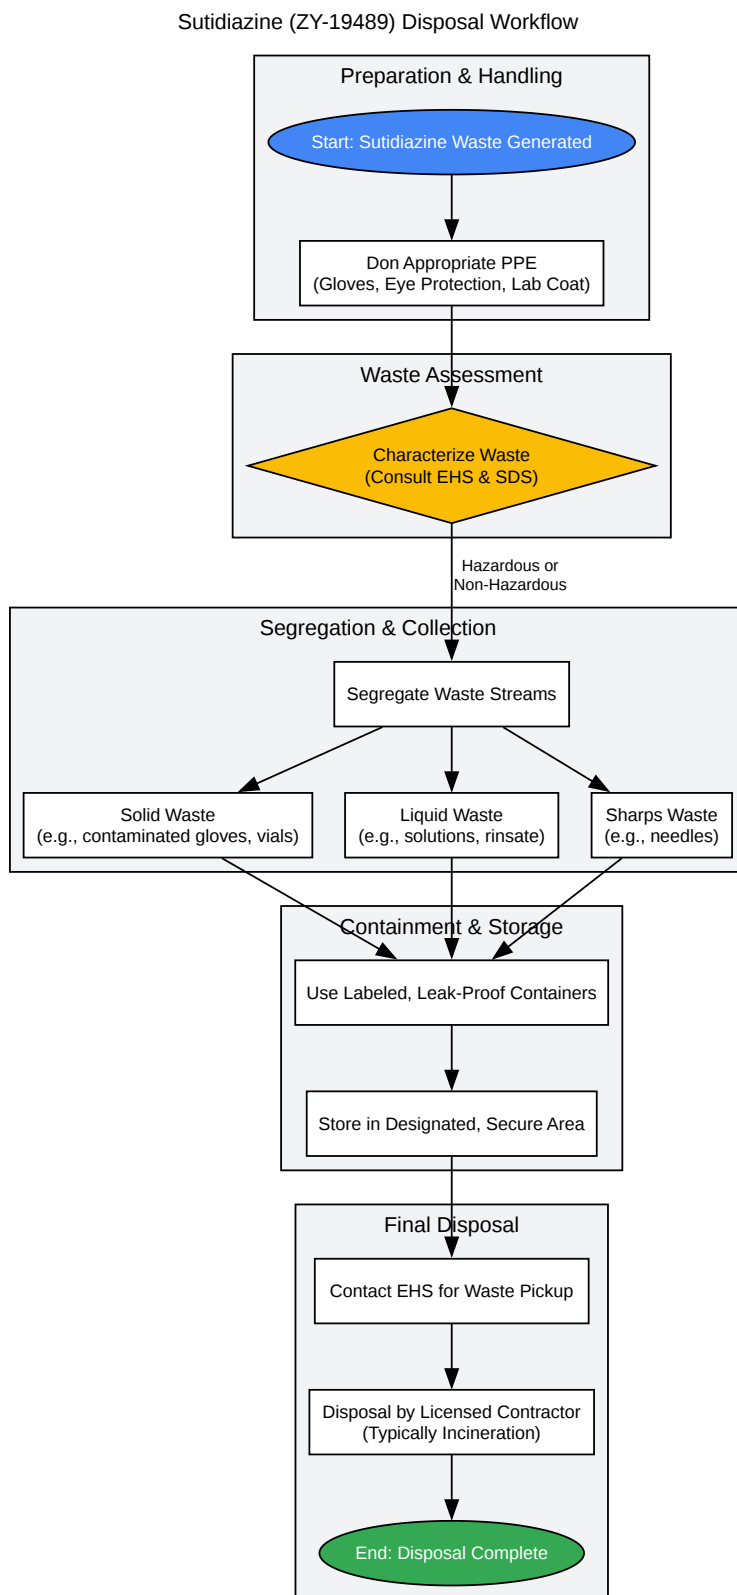 Sutidiazine (ZY-19489) Disposal Workflow
Preparation & Handling
Start: Sutidiazine Waste Generated
Don Appropriate PPE
(Gloves, Eye Protection, Lab Coat)
Waste Assessment
Characterize Waste
(Consult EHS & SDS)
Hazardous or
Non-Hazardous
Segregation & Collection
Segregate Waste Streams
Solid Waste
(e.g., contaminated gloves, vials)
Liquid Waste
(e.g., solutions, rinsate)
Sharps Waste
(e.g., needles)
Containment & Storage
Use Labeled, Leak-Proof Containers
Store in Designated, Secure Area
Final Disposal
Contact EHS for Waste Pickup
Disposal by Licensed Contractor
(Typically Incineration)
End: Disposal Complete